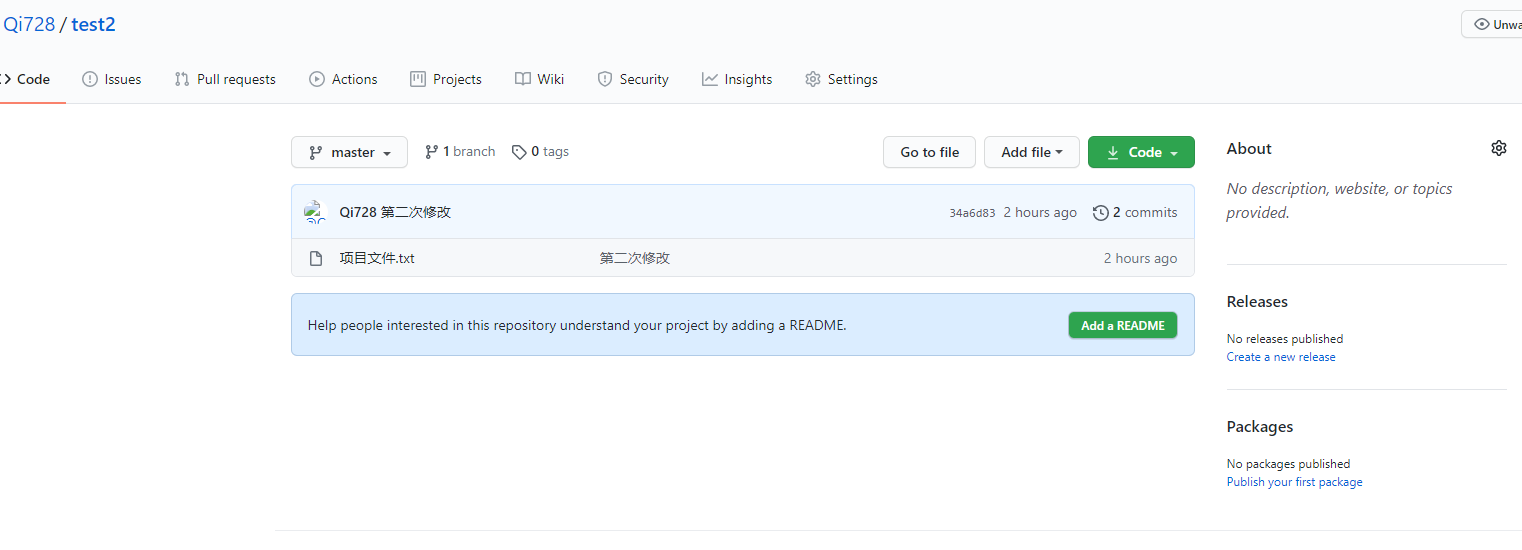 Qi728 / test2
Unwa
Code Issues Pull requests Actions Projects Wiki Security Insights Settings
master 1 branch 0 tags Go to file Add file Code
Qi728 第二次修改 34a6d83 2 hours ago 2 commits
项目文件.txt 第二次修改 2 hours ago
Help people interested in this repository understand your project by adding a README. Add a README
About
No description, website, or topics
provided.
Releases
No releases published
Create a new release
Packages
No packages published
Publish your first package